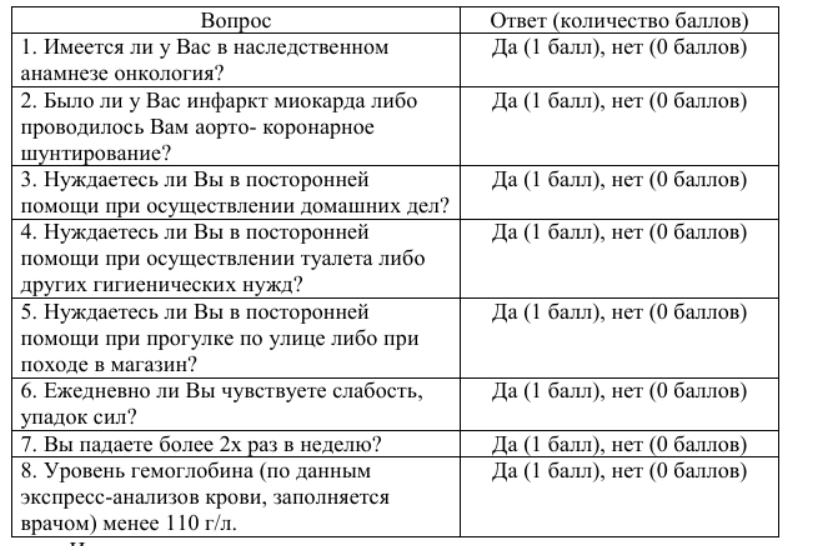 Вопрос Ответ (количество баллов)
1. Имеется ли у Вас в наследственном Да (1 балл), нет (0 баллов)
анамнезе онкология?
2. Было ли у Вас инфаркт миокарда либо Да (1 балл), нет (0 баллов)
проводилось Вам аорто- коронарное
шунтирование?
3. Нуждаетесь ли Вы в посторонней Да (1 балл), нет (0 баллов)
помощи при осуществлении домашних дел?
4. Нуждаетесь ли Вы в посторонней Да (1 балл), нет (0 баллов)
помощи при осуществлении туалета либо
других гигиенических нужд?
5. Нуждаетесь ли Вы в посторонней Да (1 балл), нет (0 баллов)
помощи при прогулке по улице либо при
походе в магазин?
6. Ежедневно ли Вы чувствуете слабость, Да (1 балл), нет (0 баллов)
упадок сил?
7. Вы падаете более 2х раз в неделю? Да (1 балл), нет (0 баллов)
8. Уровень гемоглобина (по данным Да (1 балл), нет (0 баллов)
экспресс-анализов крови, заполняется
врачом) менее 110 г/л.